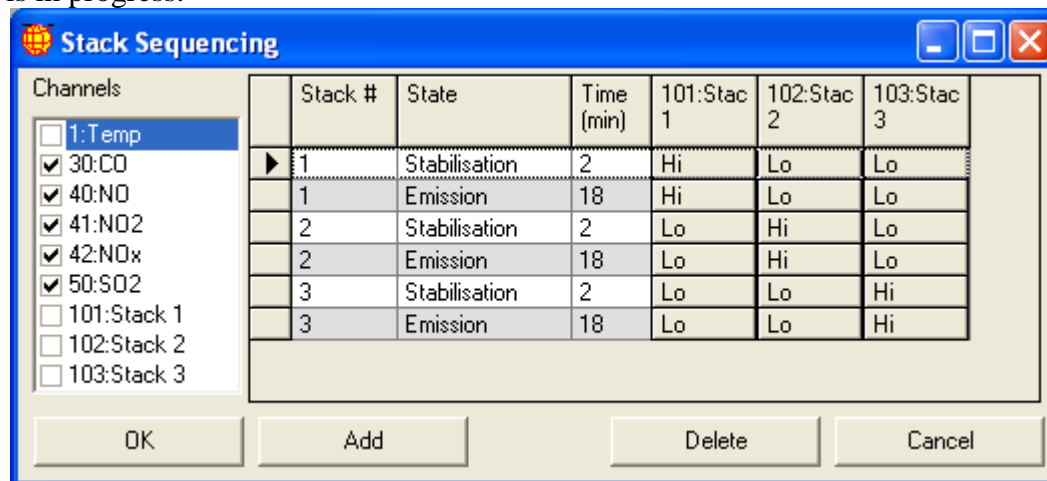 is in progress.
Stack Sequencing
Channels
1:Temp
30:CO
40:NO
41:NO2
42:NOx
50:SO2
101:Stack 1
102:Stack 2
103:Stack 3
Stack # State Time (min) 101:Stac 1 102:Stac 2 103:Stac 3
1 Stabilisation 2 Hi Lo Lo
1 Emission 18 Hi Lo Lo
2 Stabilisation 2 Lo Hi Lo
2 Emission 18 Lo Hi Lo
3 Stabilisation 2 Lo Lo Hi
3 Emission 18 Lo Lo Hi
OK Add Delete Cancel